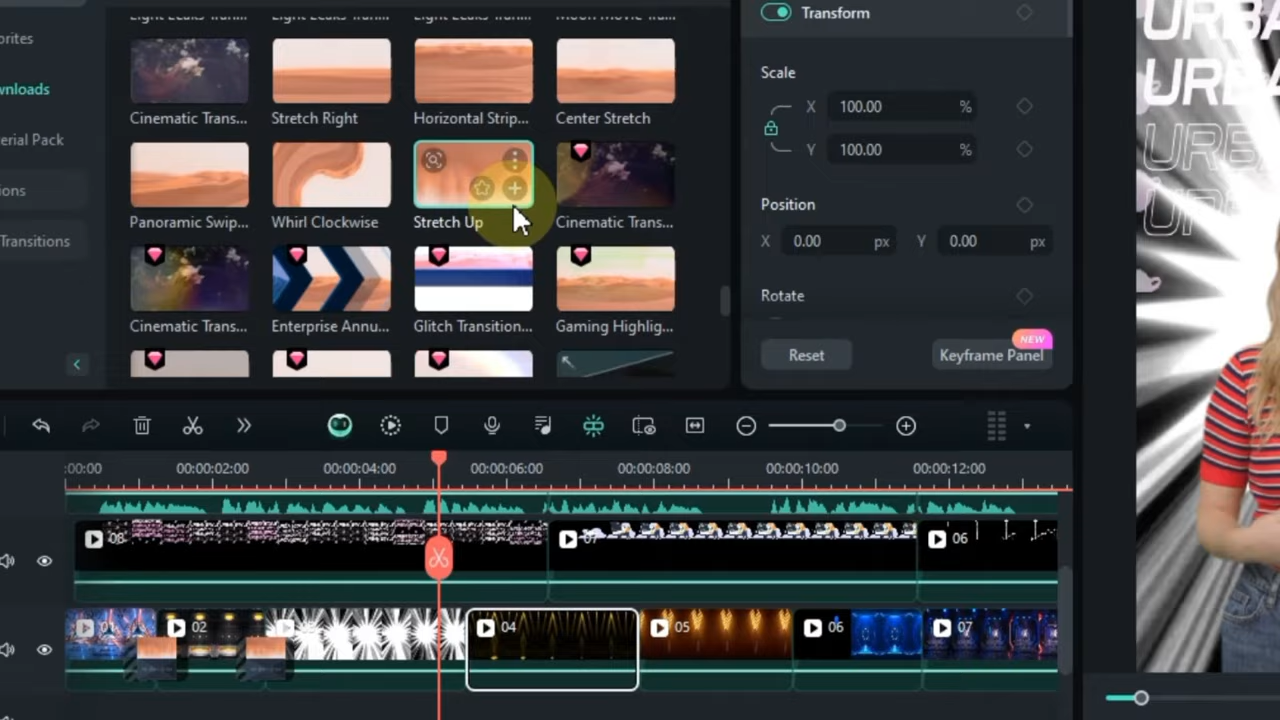 orites
wnloads
erial Pack
ions
Transitions
Cinematic Trans...
Stretch Right
Horizontal Strip...
Center Stretch
Panoramic Swip...
Whirl Clockwise
Stretch Up
Cinematic Trans...
Cinematic Trans...
Enterprise Annu...
Glitch Transition...
Gaming Highlig...
Transform
Scale
X 100.00 %
Y 100.00 %
Position
X 0.00 px Y 0.00 px
Rotate
NEW
Reset Keyframe Panel
URBA
URBA
URB
:00:00 00:00:02:00 00:00:04:00 00:00:06:00 00:00:08:00 00:00:10:00 00:00:12:00
08 07 06
01 02 04 05 06 07